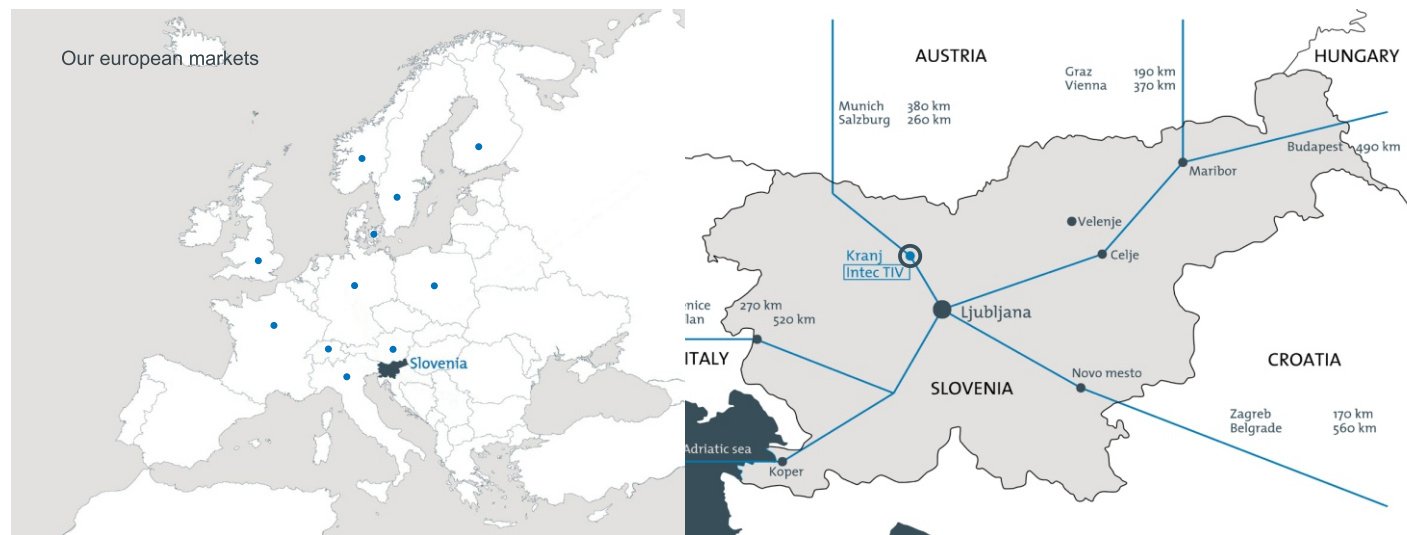 Our european markets
Slovenia
AUSTRIA
HUNGARY
Graz 190 km
Vienna 370 km
Munich 380 km
Salzburg 260 km
Budapest 490 km
Maribor
Velenje
Celje
Kranj
Intec TIV
270 km
520 km
Ljubljana
ITALY
CROATIA
Novo mesto
SLOVENIA
Zagreb 170 km
Belgrade 560 km
Adriatic sea
Koper